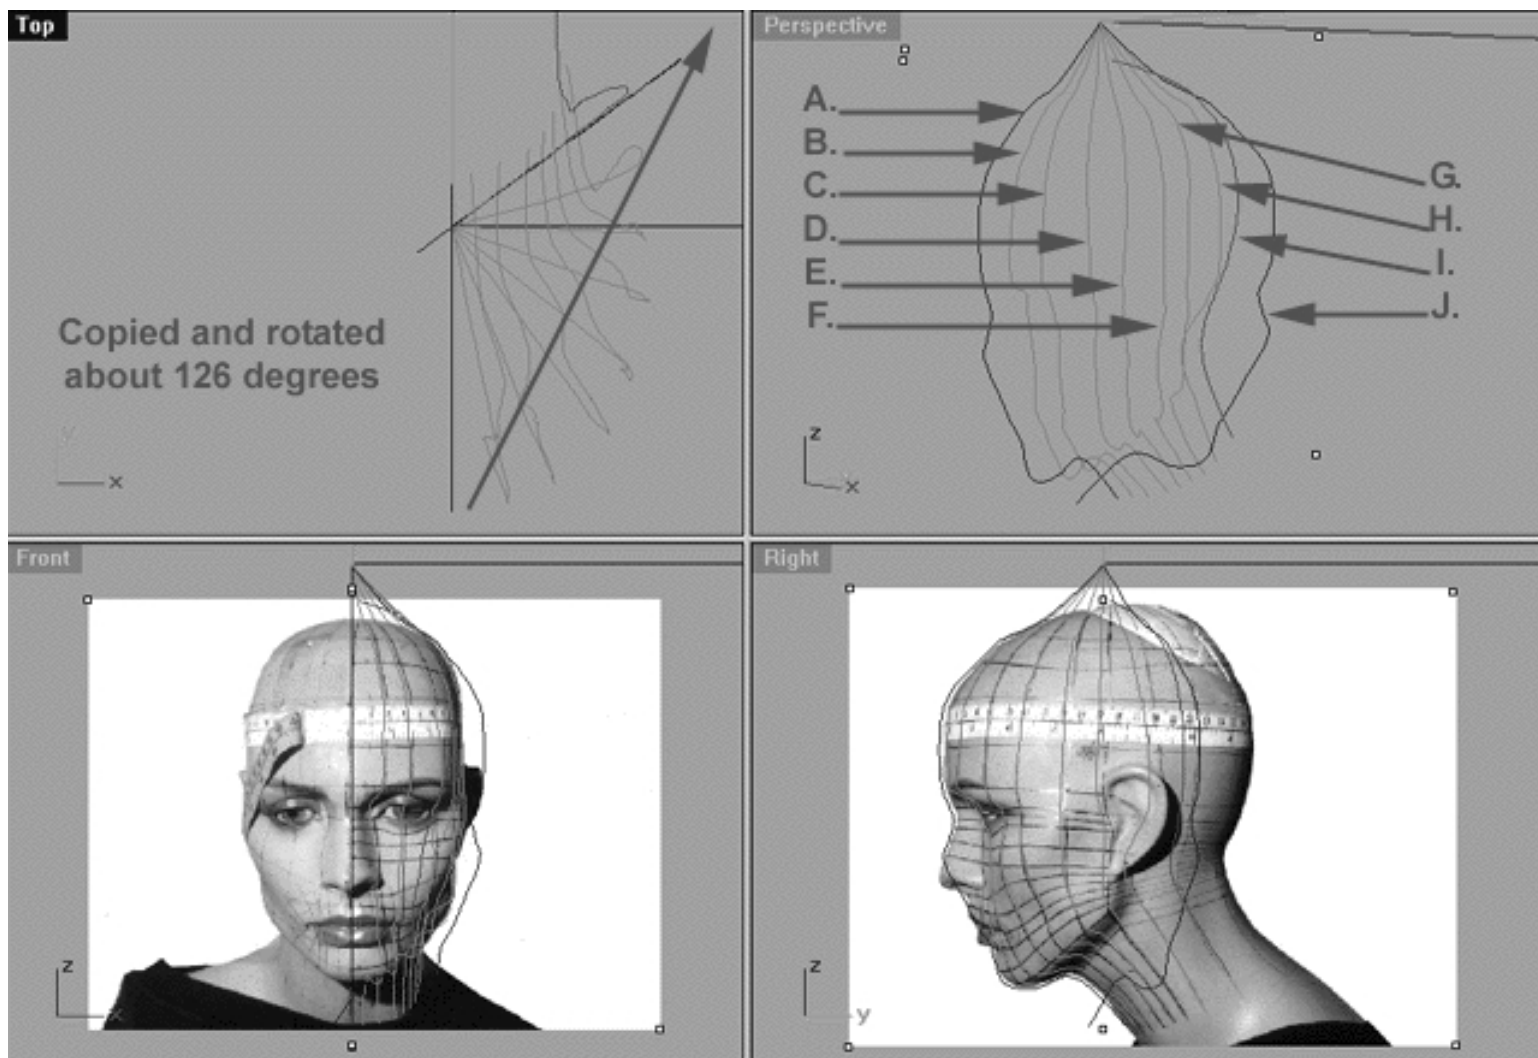 Top
Perspective
A.
B.
C.
D.
E.
F.
G.
H.
I.
J.
Copied and rotated
about 126 degrees
y
x
z
x
Front
z
x
Right
z
y